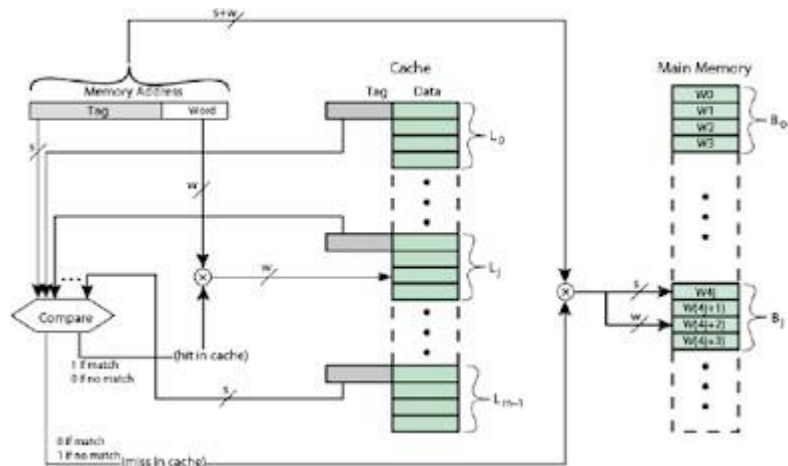 s+w
Cache
Main Memory
Memory Address
Tag
Word
Tag
Data
W0
W1
W2
W3
L0
B0
s
w
w
Lj
s
w
W4j
W(4j+1)
W(4j+2)
W(4j+3)
Bj
Compare
(hit in cache)
1 if match
0 if no match
s
Lm–1
0 if match
1 if no match
(miss in cache)